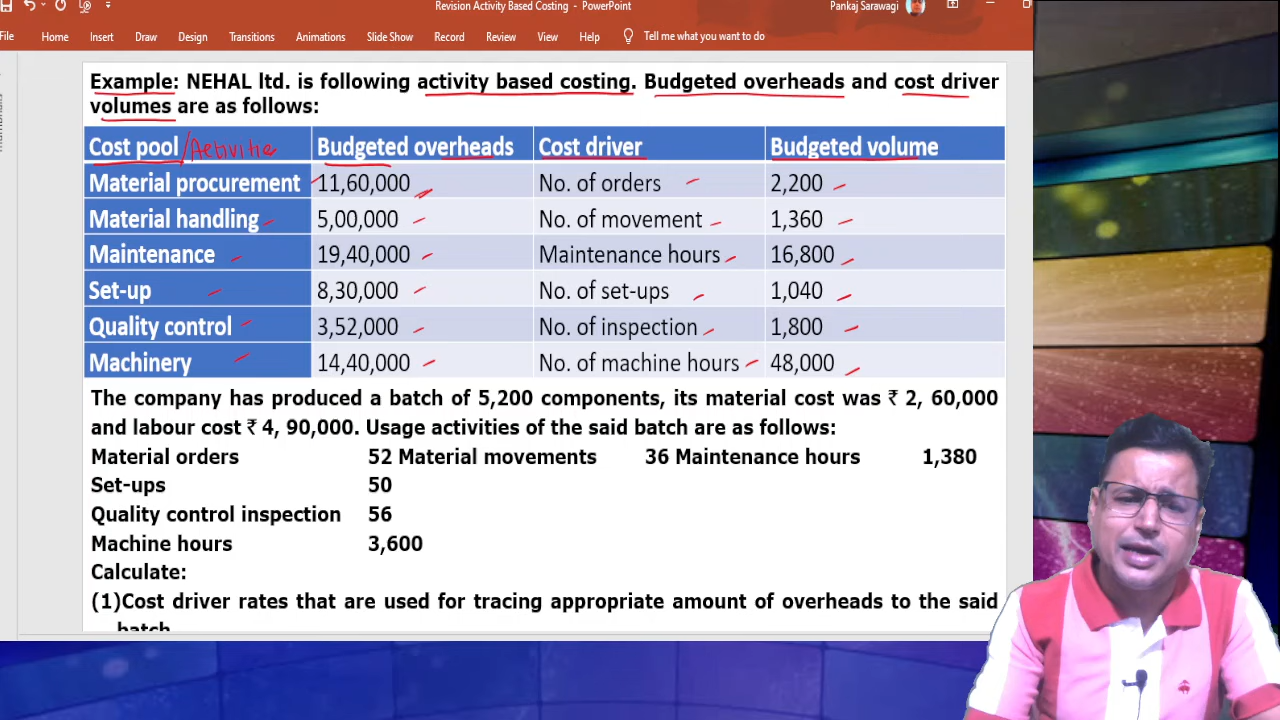 Revision Activity Based Costing - PowerPoint
Pankaj Sarawagi
File Home Insert Draw Design Transitions Animations Slide Show Record Review View Help Tell me what you want to do
Example: NEHAL ltd. is following activity based costing. Budgeted overheads and cost driver
volumes are as follows:
Cost pool /Activitie Budgeted overheads Cost driver Budgeted volume
Material procurement 11,60,000 No. of orders 2,200
Material handling 5,00,000 No. of movement 1,360
Maintenance 19,40,000 Maintenance hours 16,800
Set-up 8,30,000 No. of set-ups 1,040
Quality control 3,52,000 No. of inspection 1,800
Machinery 14,40,000 No. of machine hours 48,000
The company has produced a batch of 5,200 components, its material cost was ₹ 2, 60,000
and labour cost ₹ 4, 90,000. Usage activities of the said batch are as follows:
Material orders 52 Material movements 36 Maintenance hours 1,380
Set-ups 50
Quality control inspection 56
Machine hours 3,600
Calculate:
(1)Cost driver rates that are used for tracing appropriate amount of overheads to the said
batch